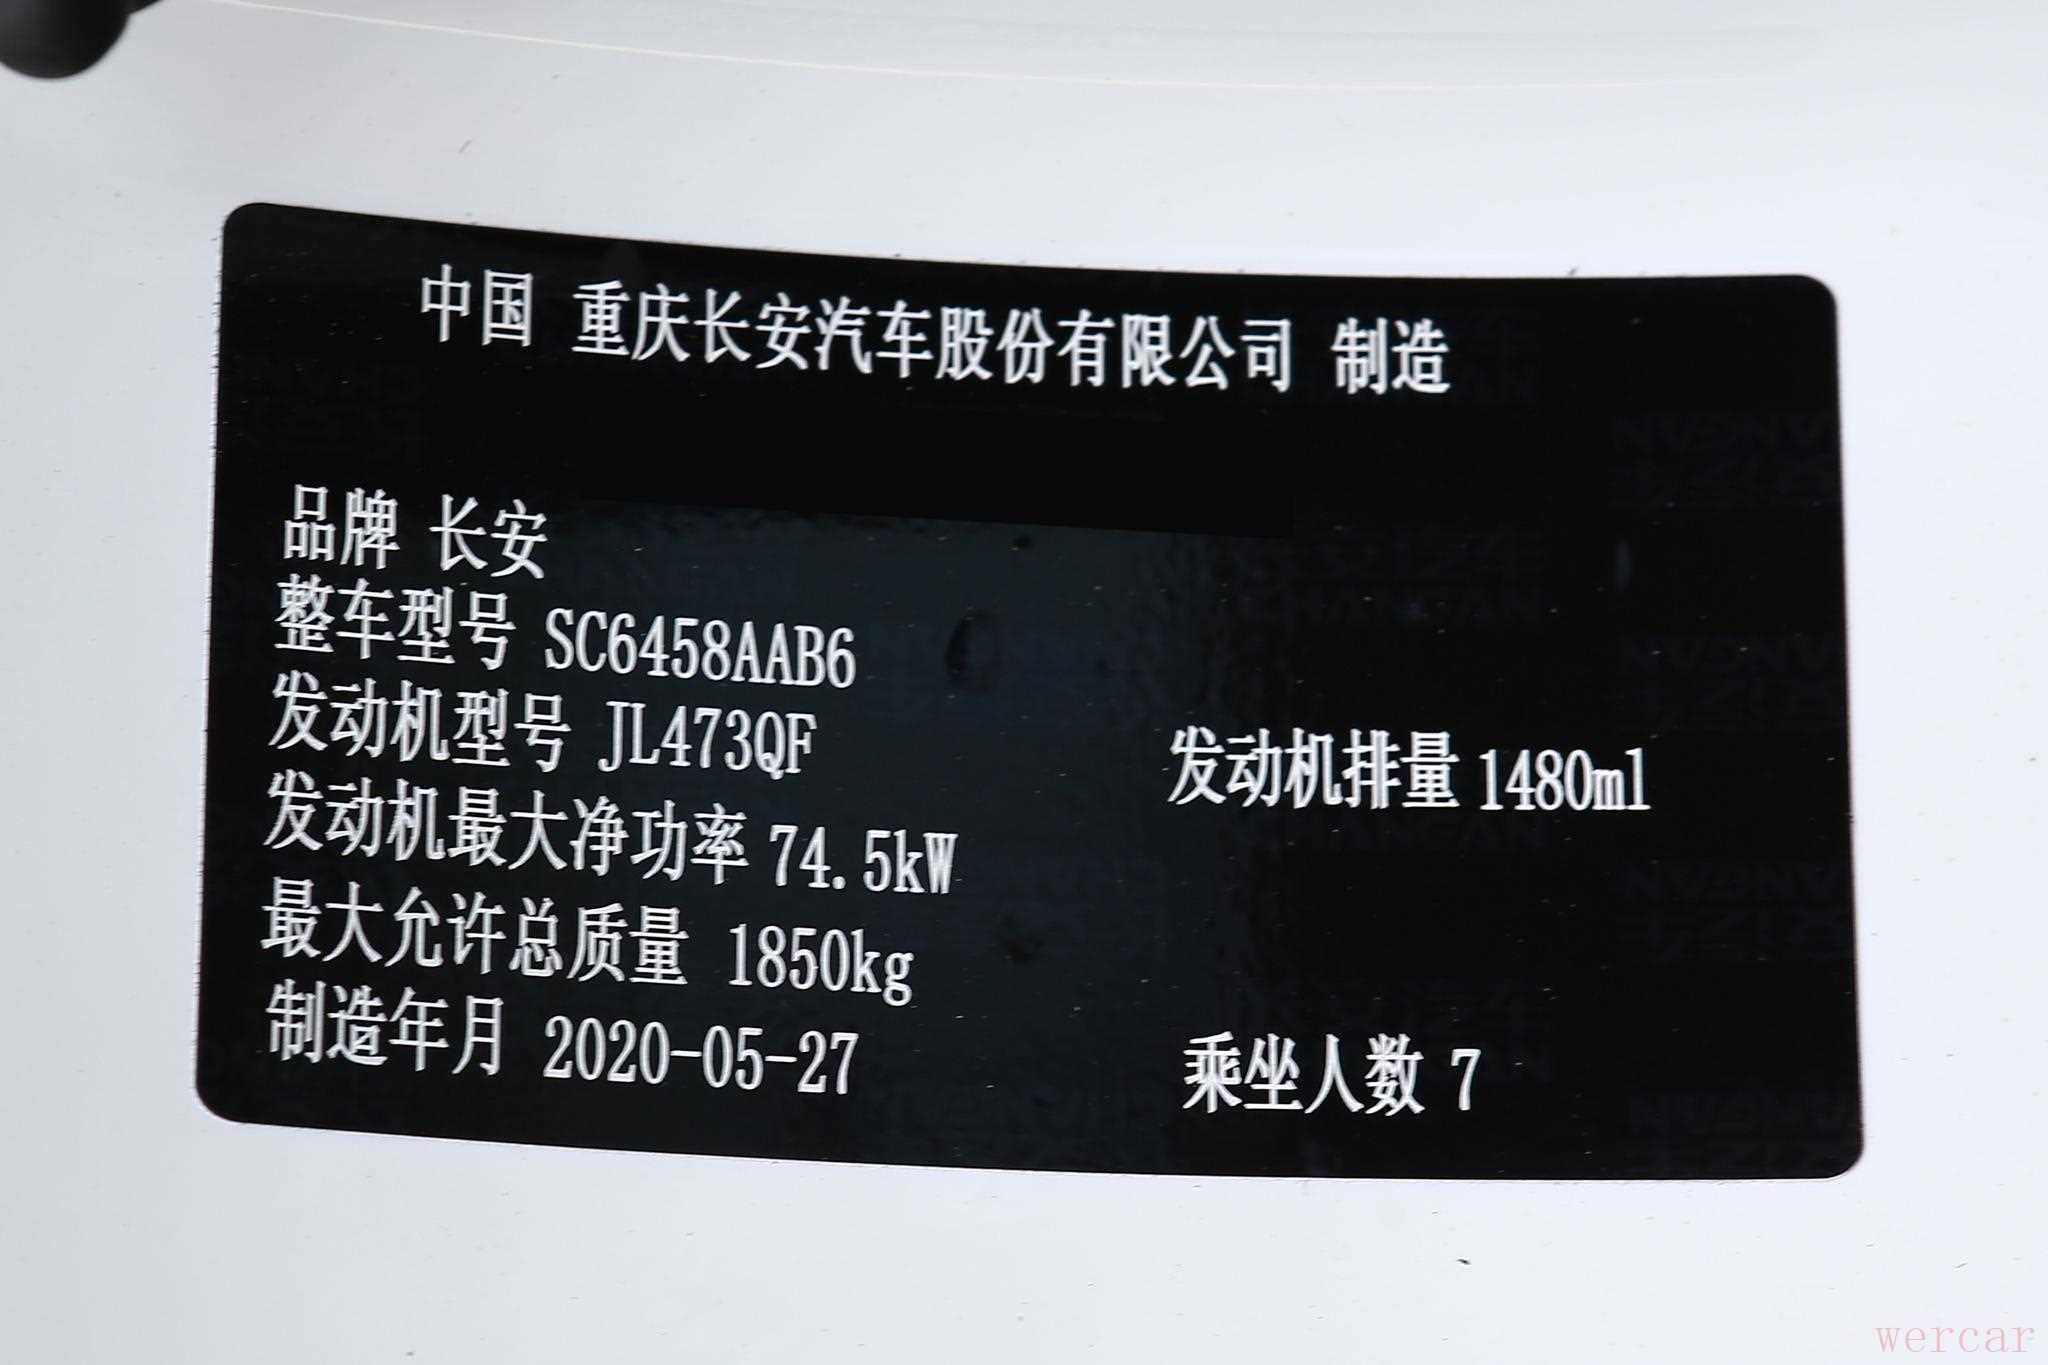 中国 重庆长安汽车股份有限公司 制造
品牌 长安
整车型号 SC6458AAB6
发动机型号 JL473QF 发动机排量 1480ml
发动机最大净功率 74.5kW
最大允许总质量 1850kg
制造年月 2020-05-27 乘坐人数 7
wercar